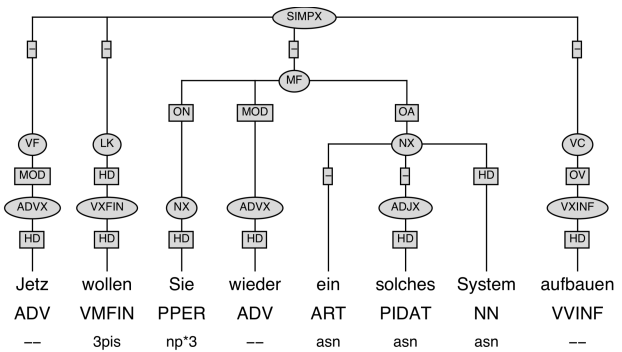 SIMPX
– – –
MF
ON MOD OA
VF LK NX VC
MOD HD – – HD OV
ADVX VXFIN NX ADVX ADJX VXINF
HD HD HD HD HD HD
Jetz wollen Sie wieder ein solches System aufbauen
ADV VMFIN PPER ADV ART PIDAT NN VVINF
–– 3pis np*3 –– asn asn asn ––